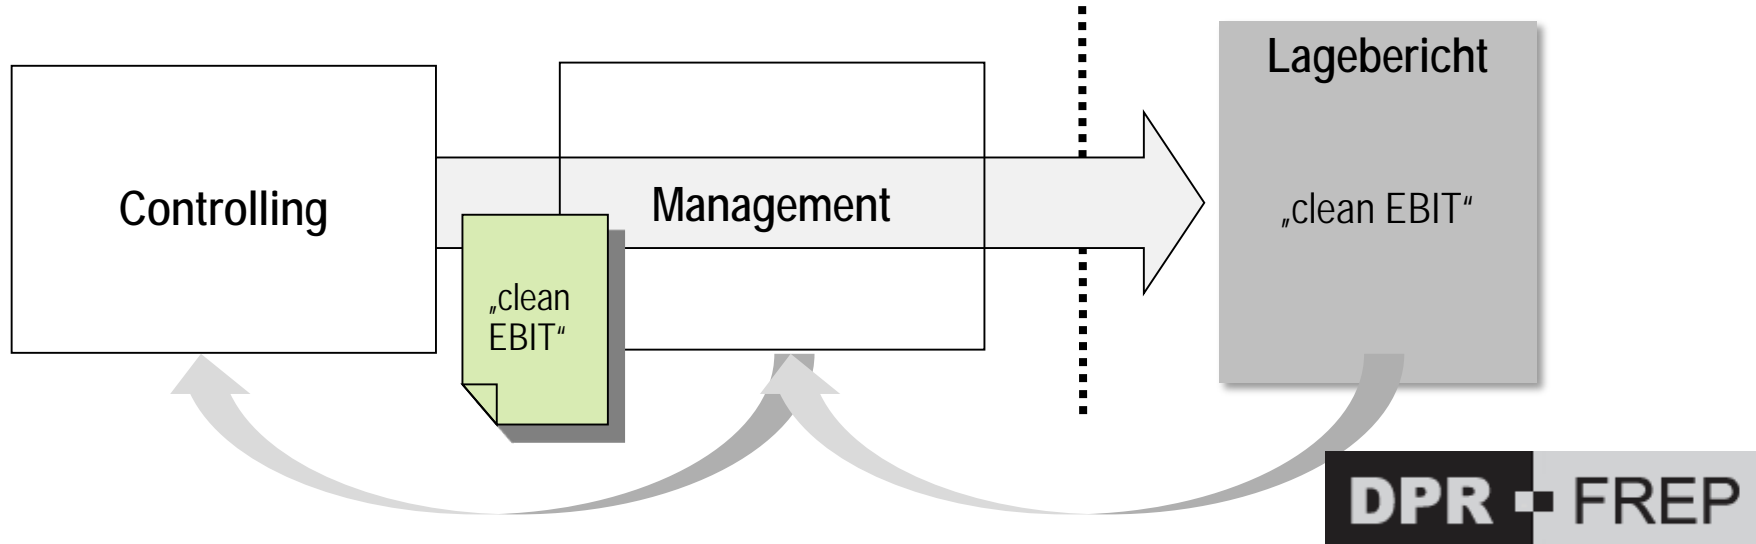 Lagebericht
Controlling
Management
„clean EBIT“
„clean
EBIT“
DPR FREP